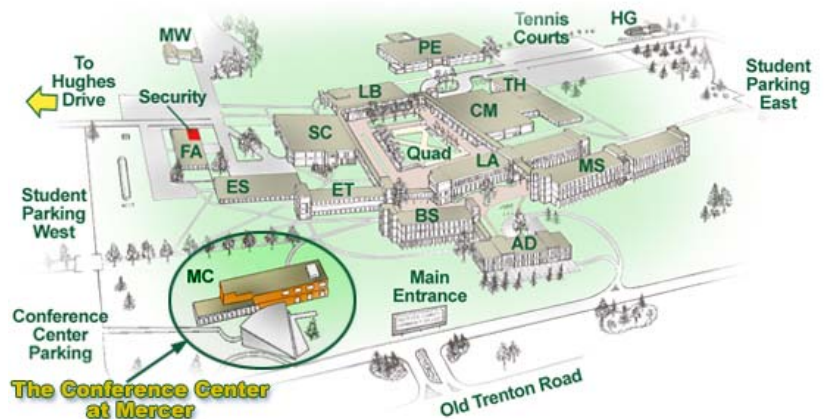 MW
PE
Tennis
Courts
HG
To
Hughes
Drive
Security
LB
TH
Student
Parking
East
SC
CM
FA
Quad
LA
MS
ES
ET
Student
Parking
West
BS
AD
MC
Main
Entrance
Conference
Center
Parking
The Conference Center
at Mercer
Old Trenton Road